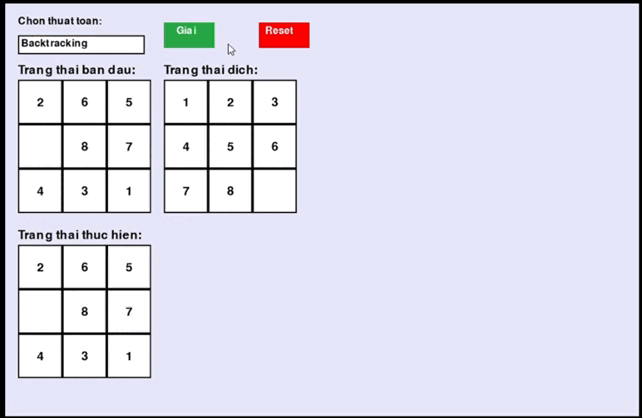 Chon thuat toan:
Giai
Reset
Backtracking
Trang thai ban dau:
Trang thai dich:
2 6 5
1 2 3
8 7
4 5 6
4 3 1
7 8
Trang thai thuc hien:
2 6 5
8 7
4 3 1